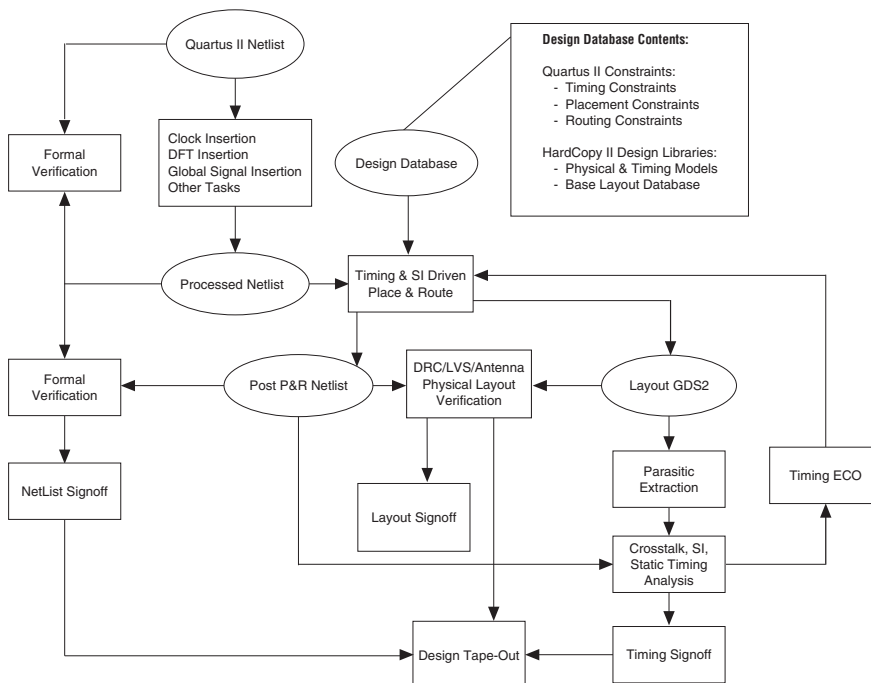 Quartus II Netlist
Design Database Contents:
Quartus II Constraints:
- Timing Constraints
- Placement Constraints
- Routing Constraints
HardCopy II Design Libraries:
- Physical & Timing Models
- Base Layout Database
Formal
Verification
Clock Insertion
DFT Insertion
Global Signal Insertion
Other Tasks
Design Database
Processed Netlist
Timing & SI Driven
Place & Route
Formal
Verification
Post P&R Netlist
DRC/LVS/Antenna
Physical Layout
Verification
Layout GDS2
NetList Signoff
Layout Signoff
Parasitic
Extraction
Timing ECO
Crosstalk, SI,
Static Timing
Analysis
Design Tape-Out
Timing Signoff